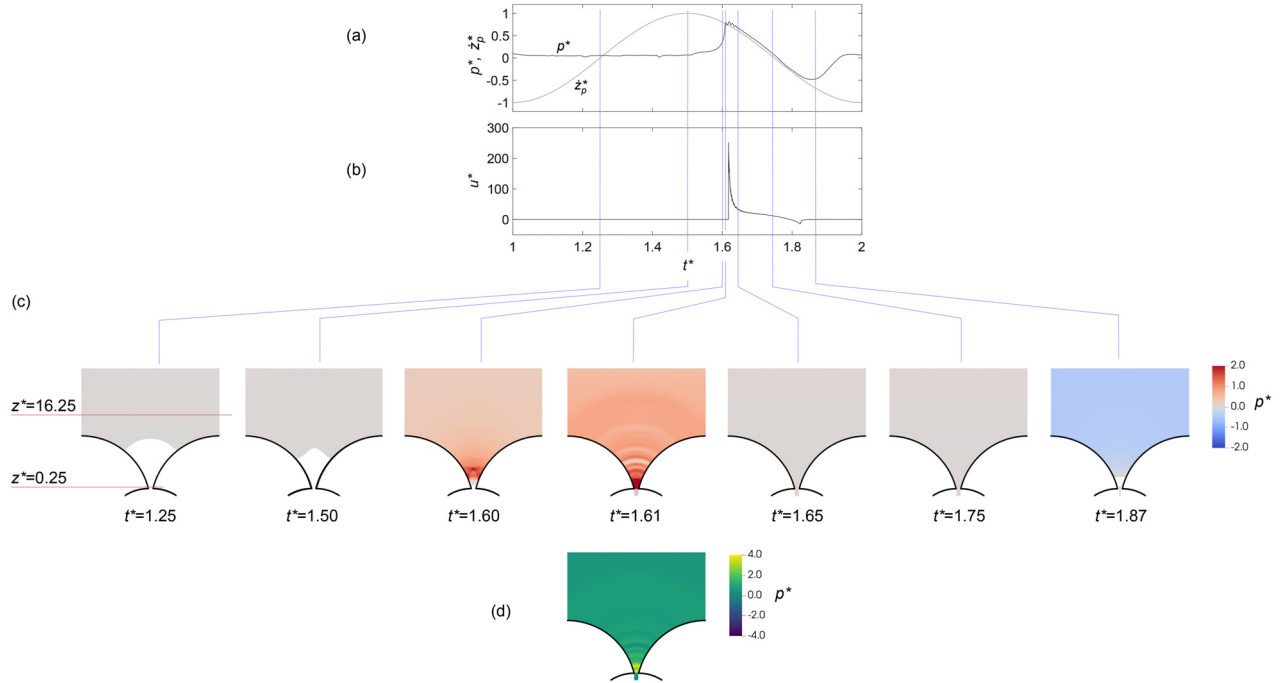 (a)
p*, ż*p
1
0.5
0
-0.5
-1
p*
ż*p
(b)
u*
300
200
100
0
1 1.2 1.4 1.6 1.8 2
t*
(c)
z*=16.25
z*=0.25
t*=1.25 t*=1.50 t*=1.60 t*=1.61 t*=1.65 t*=1.75 t*=1.87
2.0
1.0
0.0
-1.0
-2.0
p*
(d)
4.0
2.0
0.0
-2.0
-4.0
p*